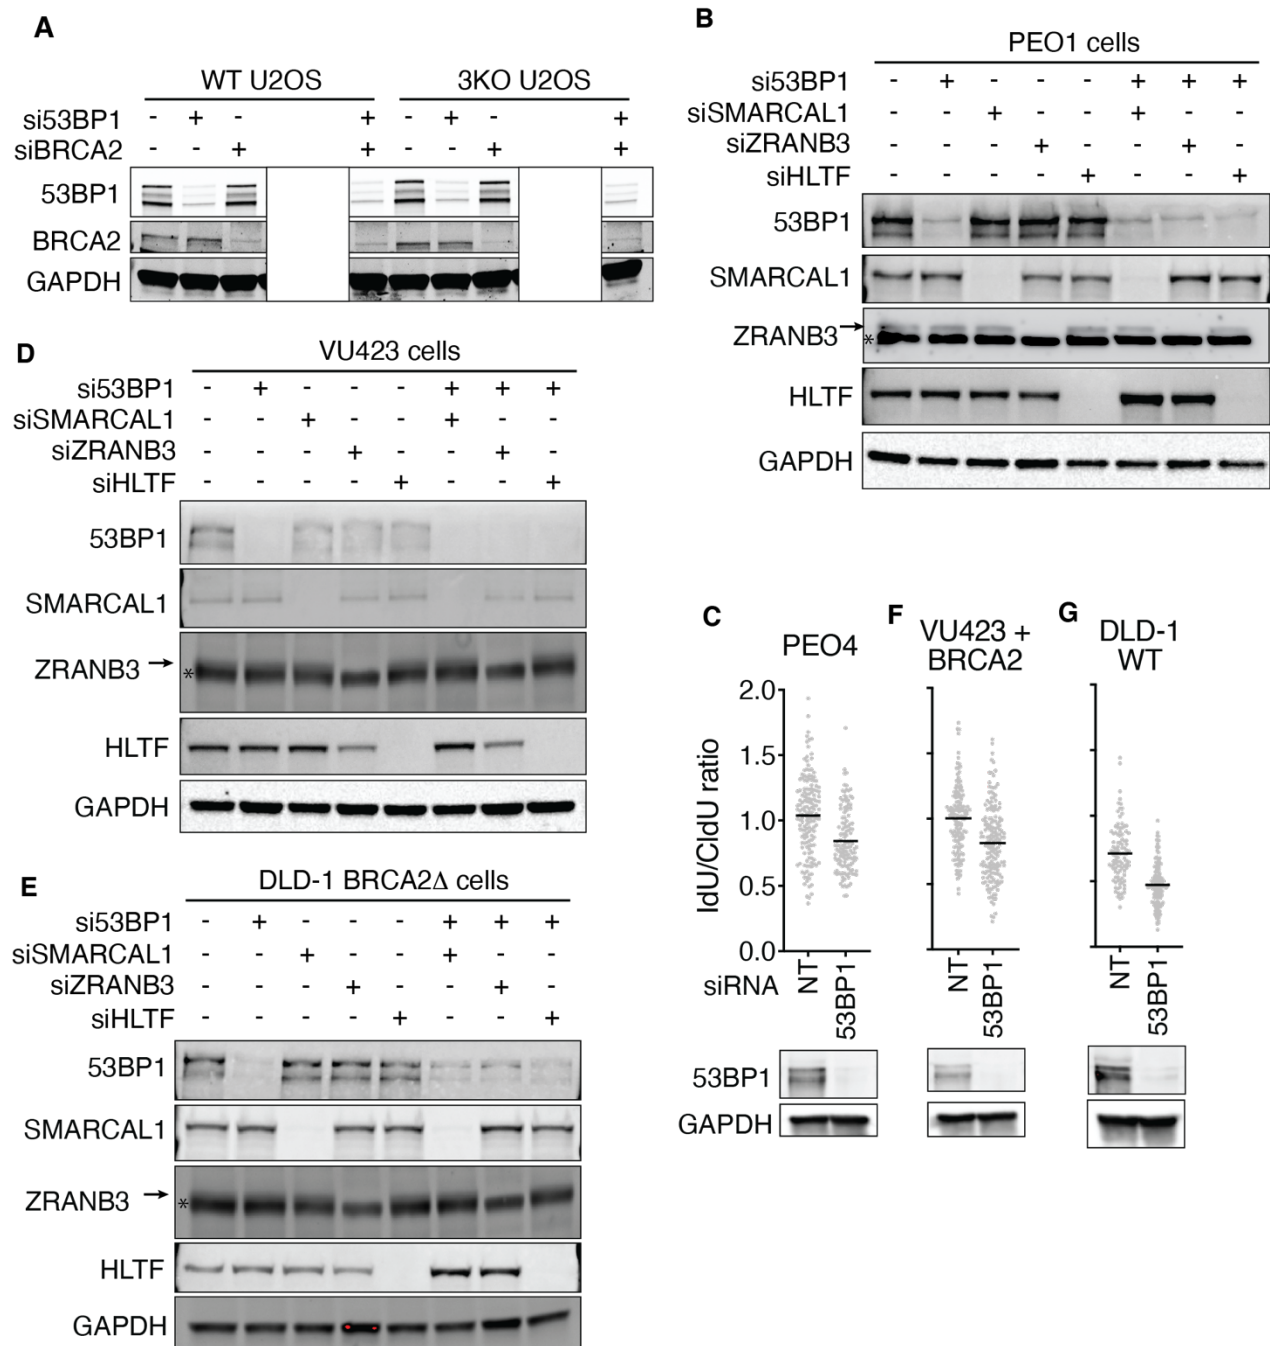 A
WT U2OS 3KO U2OS
si53BP1 - + - + - + - +
siBRCA2 - - + + - - + +
53BP1
BRCA2
GAPDH
B
PEO1 cells
si53BP1 - + - - - + + +
siSMARCAL1 - - + - - + - -
siZRANB3 - - - + - - + -
siHLTF - - - - + - - +
53BP1
SMARCAL1
ZRANB3 *
HLTF
GAPDH
D
VU423 cells
si53BP1 - + - - - + + +
siSMARCAL1 - - + - - + - -
siZRANB3 - - - + - - + -
siHLTF - - - - + - - +
53BP1
SMARCAL1
ZRANB3 *
HLTF
GAPDH
E
DLD-1 BRCA2Δ cells
si53BP1 - + - - - + + +
siSMARCAL1 - - + - - + - -
siZRANB3 - - - + - - + -
siHLTF - - - - + - - +
53BP1
SMARCAL1
ZRANB3 *
HLTF
GAPDH
C
PEO4
IdU/CldU ratio
2.0
1.5
1.0
0.5
0.0
siRNA NT 53BP1
53BP1
GAPDH
F
VU423 +
BRCA2
NT 53BP1
G
DLD-1
WT
NT 53BP1